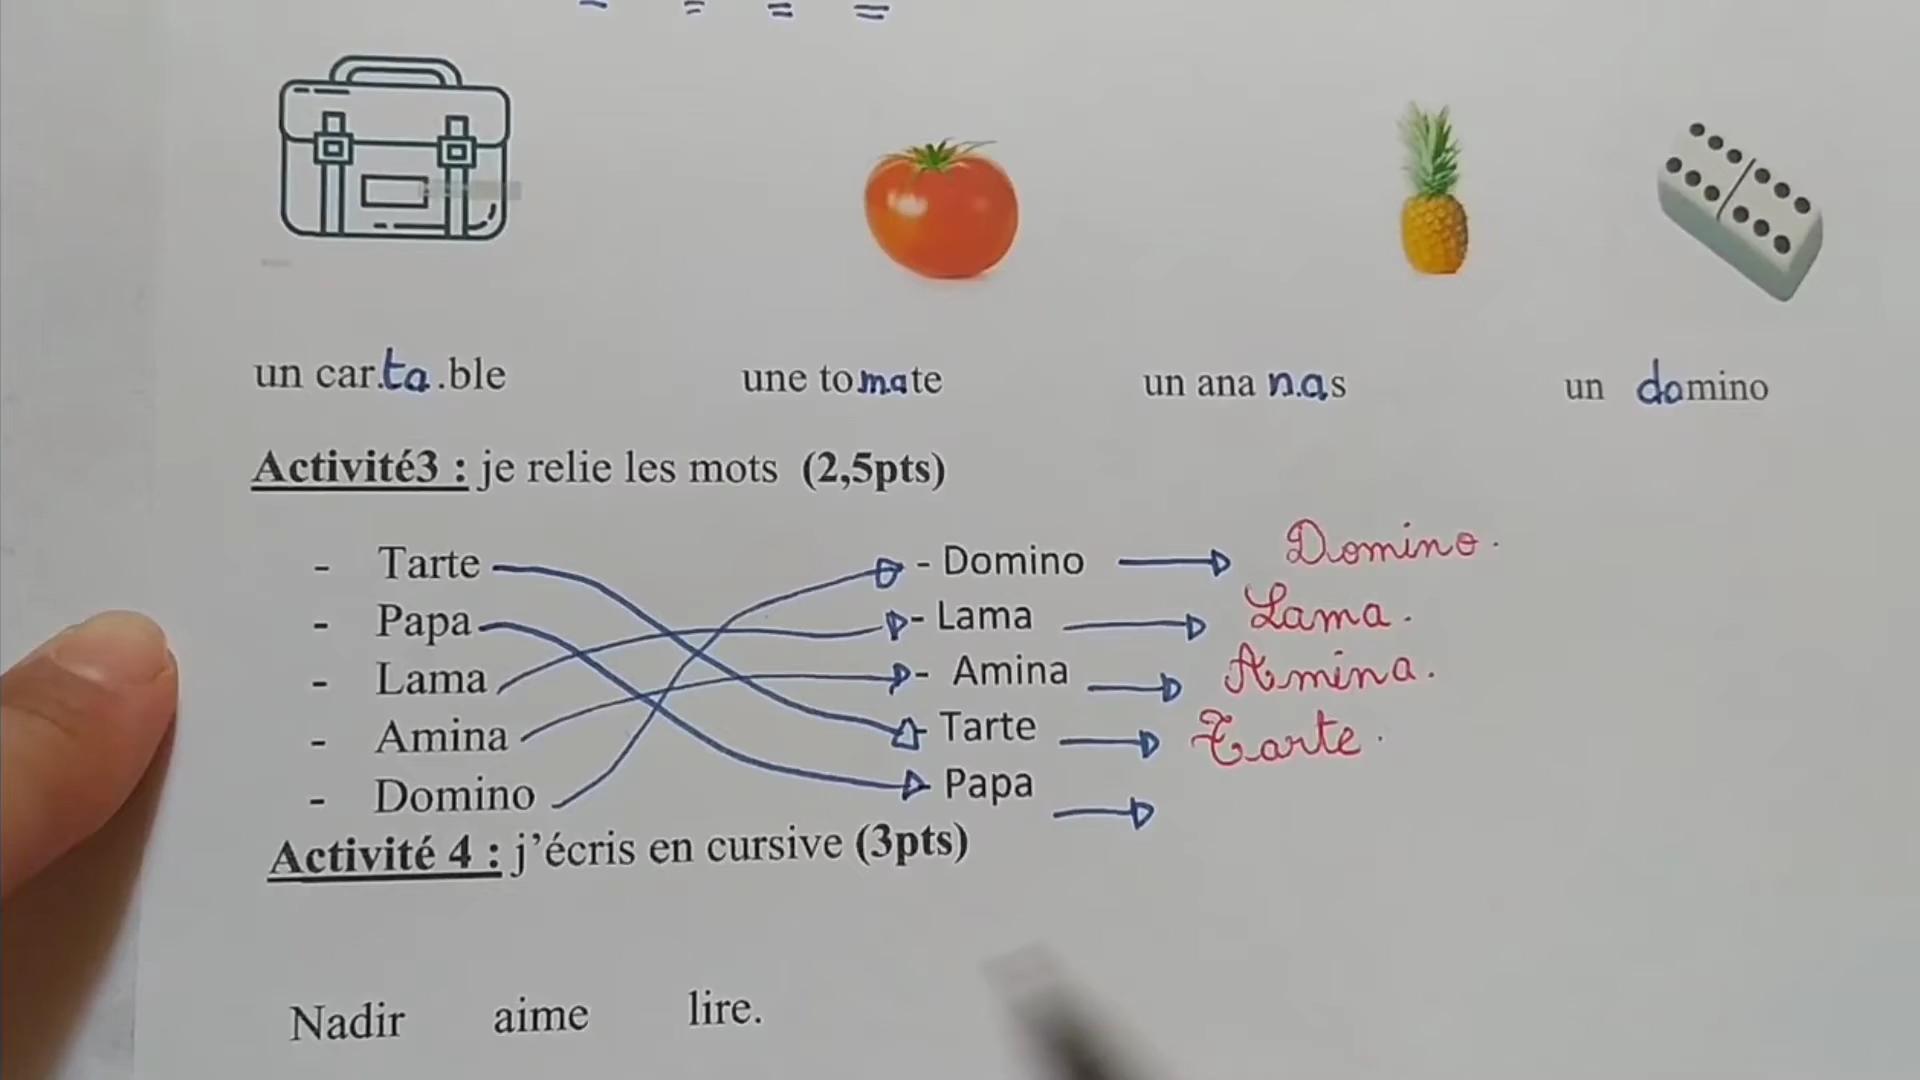 un car.ta.ble une tomate un ana n.as un domino
Activité3 : je relie les mots (2,5pts)
- Tarte - Domino Domino.
- Papa - Lama Lama.
- Lama - Amina Amina.
- Amina Tarte Tarte.
- Domino Papa
Activité 4 : j'écris en cursive (3pts)
Nadir aime lire.